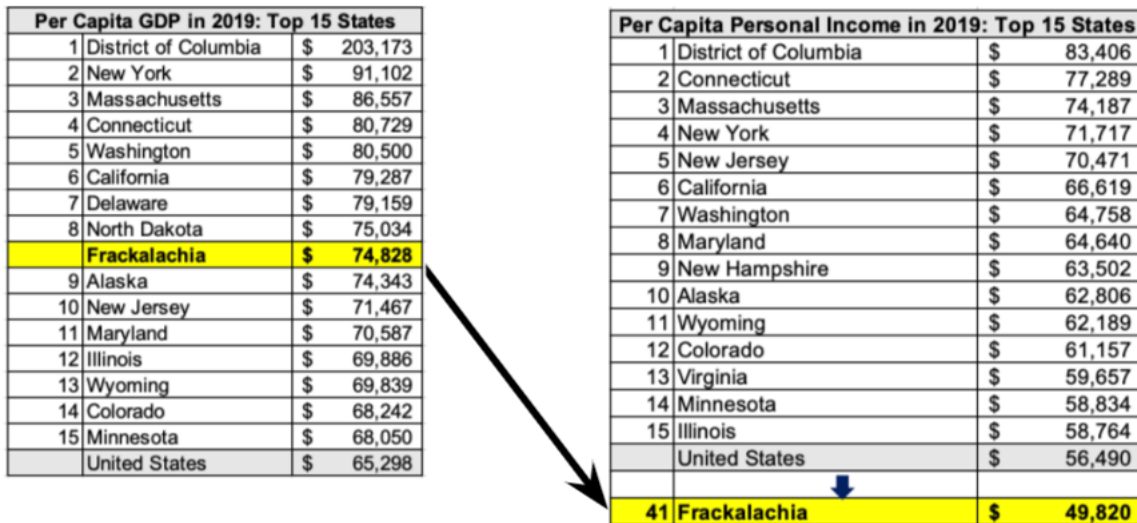 Per Capita GDP in 2019: Top 15 States
1 District of Columbia $ 203,173
2 New York $ 91,102
3 Massachusetts $ 86,557
4 Connecticut $ 80,729
5 Washington $ 80,500
6 California $ 79,287
7 Delaware $ 79,159
8 North Dakota $ 75,034
Frackalachia $ 74,828
9 Alaska $ 74,343
10 New Jersey $ 71,467
11 Maryland $ 70,587
12 Illinois $ 69,886
13 Wyoming $ 69,839
14 Colorado $ 68,242
15 Minnesota $ 68,050
United States $ 65,298
Per Capita Personal Income in 2019: Top 15 States
1 District of Columbia $ 83,406
2 Connecticut $ 77,289
3 Massachusetts $ 74,187
4 New York $ 71,717
5 New Jersey $ 70,471
6 California $ 66,619
7 Washington $ 64,758
8 Maryland $ 64,640
9 New Hampshire $ 63,502
10 Alaska $ 62,806
11 Wyoming $ 62,189
12 Colorado $ 61,157
13 Virginia $ 59,657
14 Minnesota $ 58,834
15 Illinois $ 58,764
United States $ 56,490
41 Frackalachia $ 49,820